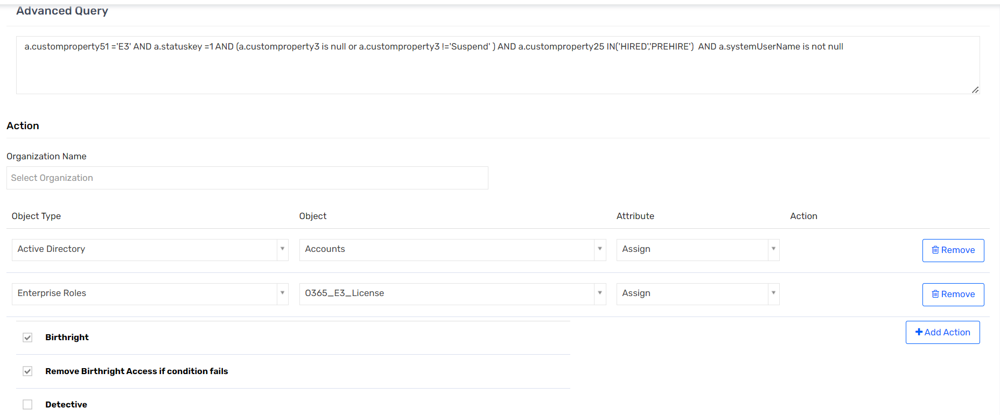 Advanced Query
a.customproperty51 ='E3' AND a.statuskey =1 AND (a.customproperty3 is null or a.customproperty3 !='Suspend' ) AND a.customproperty25 IN('HIRED','PREHIRE')  AND a.systemUserName is not null
Action
Organization Name
Select Organization
Object Type Object Attribute Action
Active Directory Accounts Assign Remove
Enterprise Roles O365_E3_License Assign Remove
Birthright
+ Add Action
Remove Birthright Access if condition fails
Detective